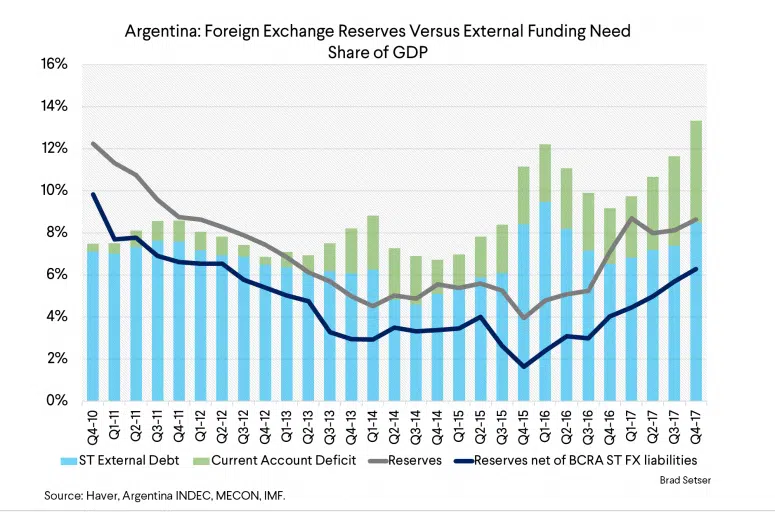 Argentina: Foreign Exchange Reserves Versus External Funding Need
Share of GDP
16%
14%
12%
10%
8%
6%
4%
2%
0%
Q4-10
Q1-11
Q2-11
Q3-11
Q4-11
Q1-12
Q2-12
Q3-12
Q4-12
Q1-13
Q2-13
Q3-13
Q4-13
Q1-14
Q2-14
Q3-14
Q4-14
Q1-15
Q2-15
Q3-15
Q4-15
Q1-16
Q2-16
Q3-16
Q4-16
Q1-17
Q2-17
Q3-17
Q4-17
ST External Debt Current Account Deficit Reserves Reserves net of BCRA ST FX liabilities
Brad Setser
Source: Haver, Argentina INDEC, MECON, IMF.